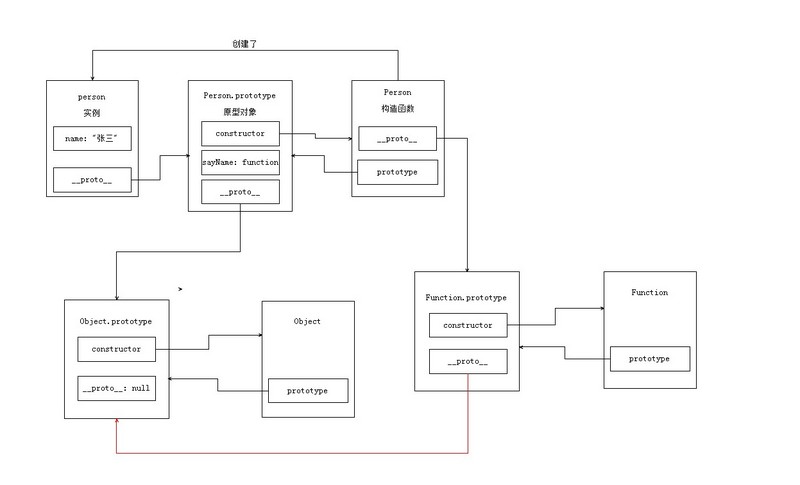 创建了
person
实例
name: "张三"
__proto__
Person.prototype
原型对象
constructor
sayName: function
__proto__
Person
构造函数
__proto__
prototype
Object.prototype
constructor
__proto__: null
Object
prototype
Function.prototype
constructor
__proto__
Function
prototype